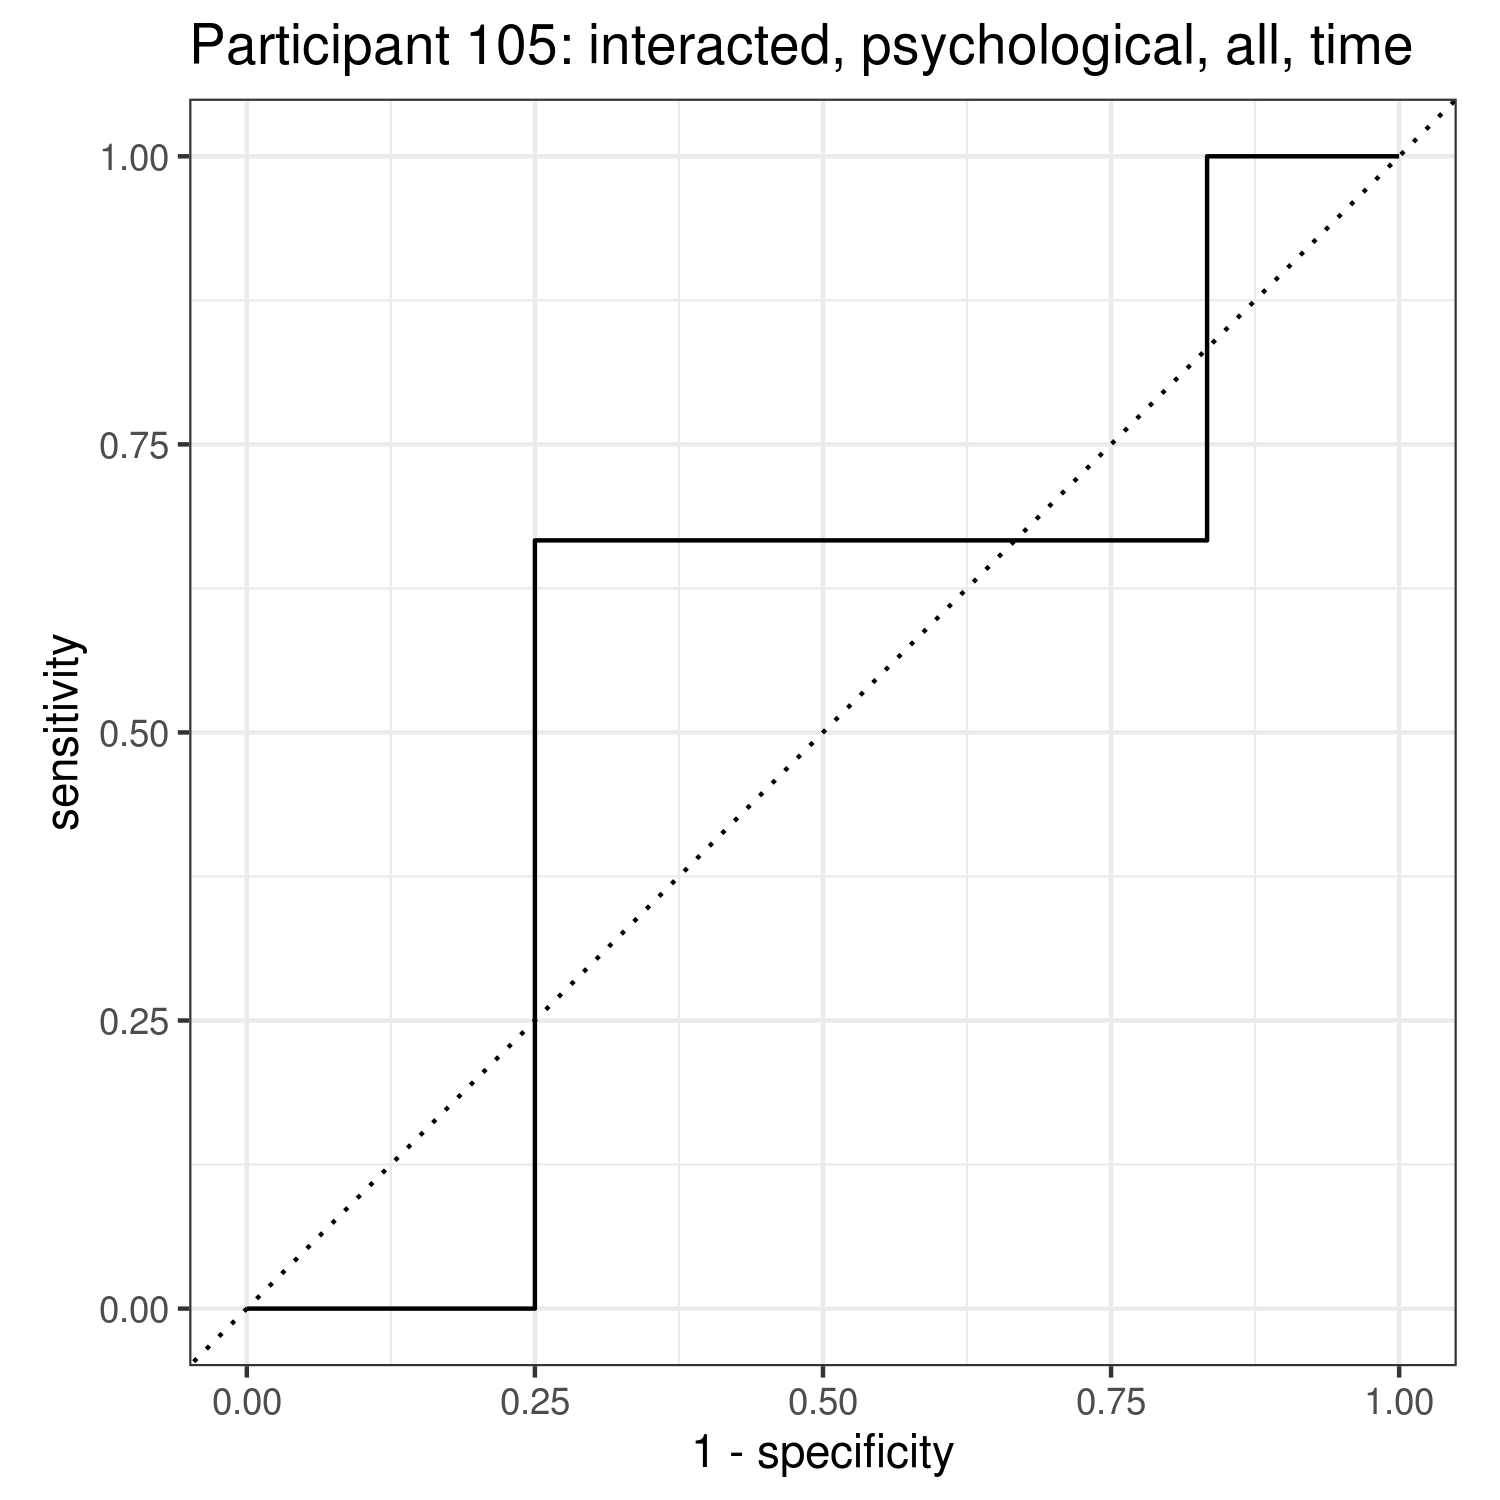 Participant 105: interacted, psychological, all, time
1.00
0.75
0.50
0.25
0.00
sensitivity
0.00 0.25 0.50 0.75 1.00
1 - specificity